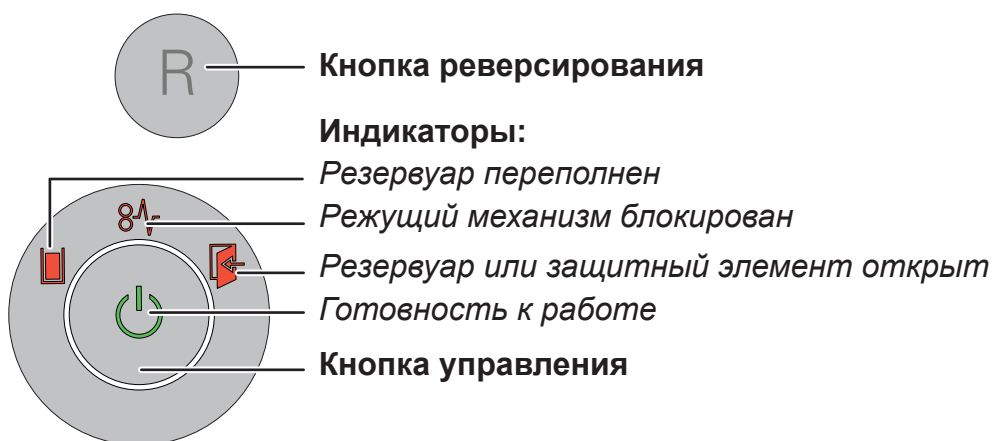 R
Кнопка реверсирования
Индикаторы:
Резервуар переполнен
Режущий механизм блокирован
Резервуар или защитный элемент открыт
Готовность к работе
Кнопка управления